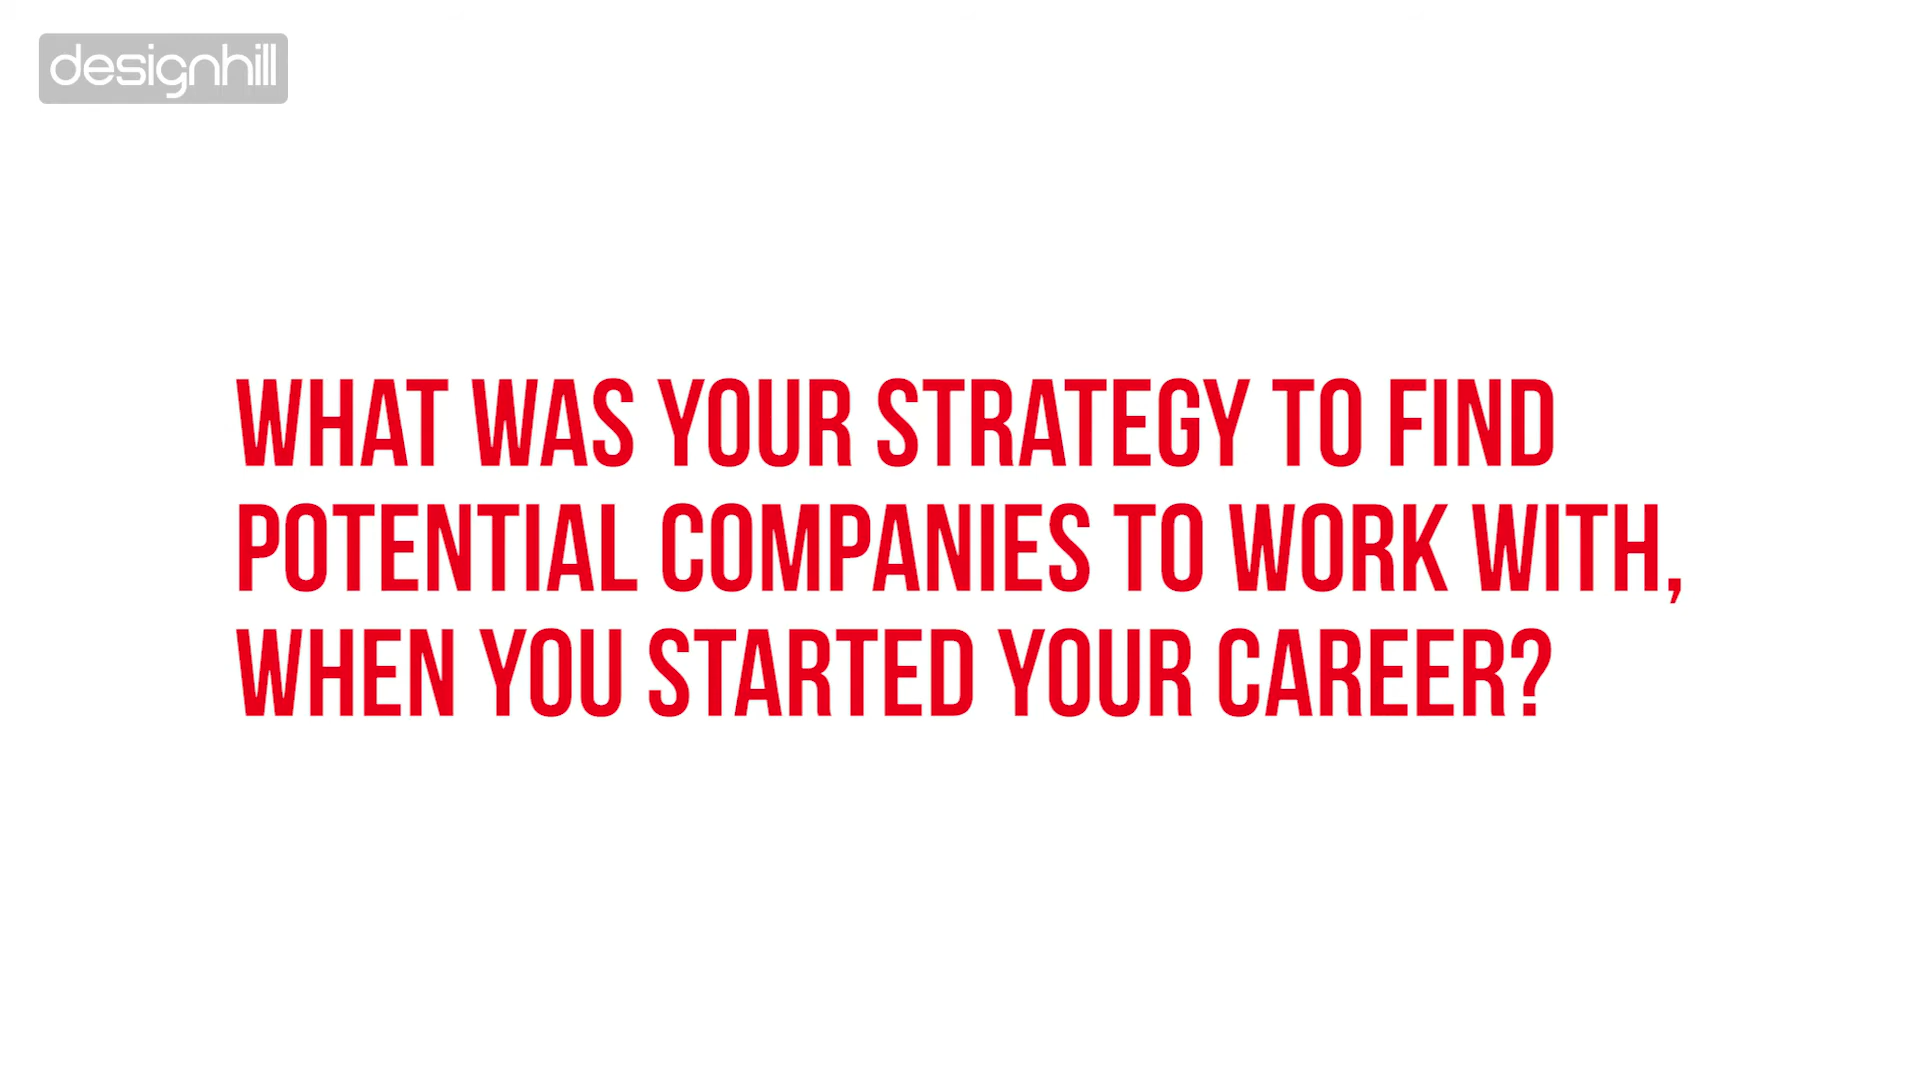 designhill
WHAT WAS YOUR STRATEGY TO FIND
POTENTIAL COMPANIES TO WORK WITH,
WHEN YOU STARTED YOUR CAREER?